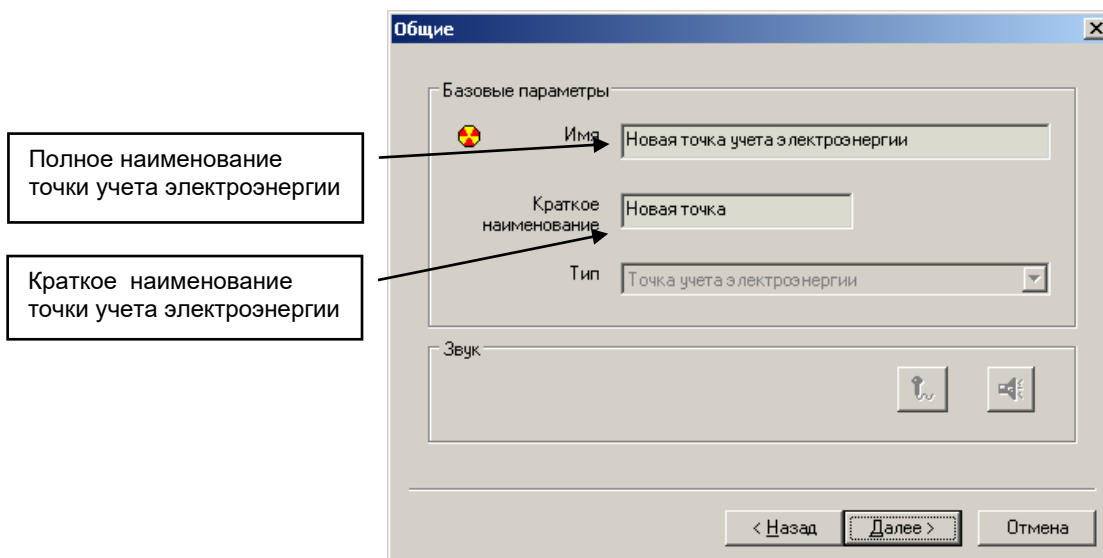 Общие
Базовые параметры
Полное наименование
точки учета электроэнергии
Имя
Новая точка учета электроэнергии
Краткое
наименование
Новая точка
Краткое наименование
точки учета электроэнергии
Тип
Точка учета электроэнергии
Звук
< Назад
Далее >
Отмена